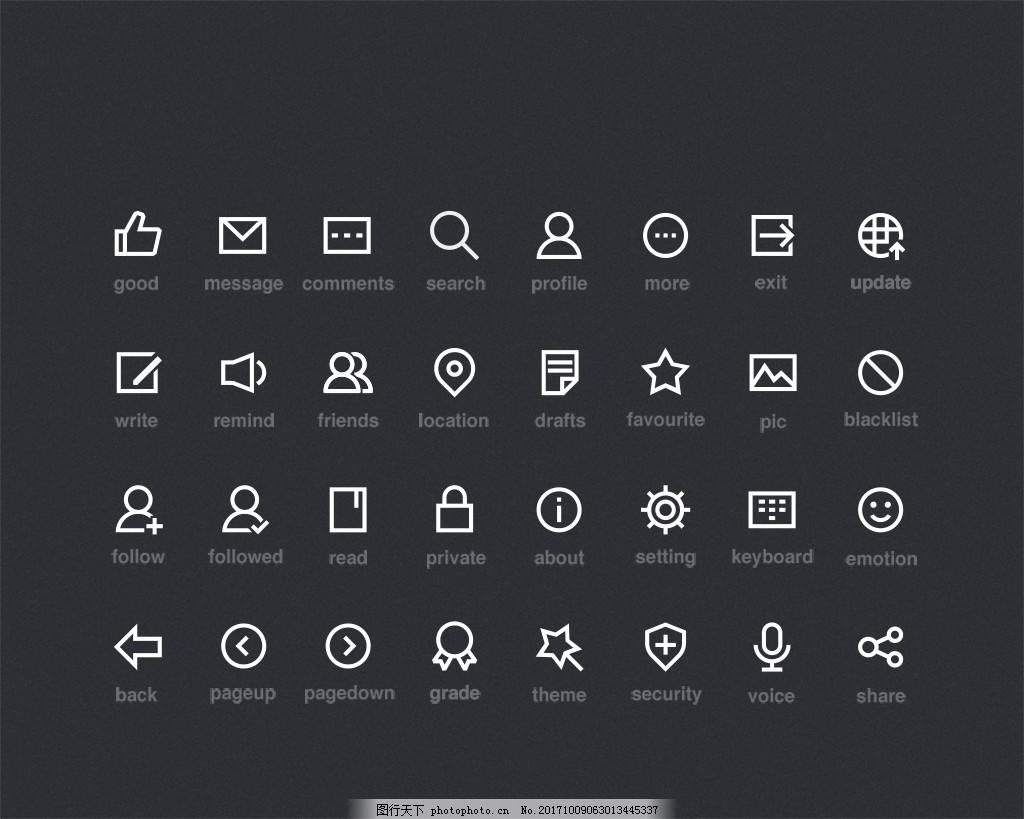 good message comments search profile more exit update
write remind friends location drafts favourite pic blacklist
follow followed read private about setting keyboard emotion
back pageup pagedown grade theme security voice share
图行天下 photophoto.cn No.20171009063013445337